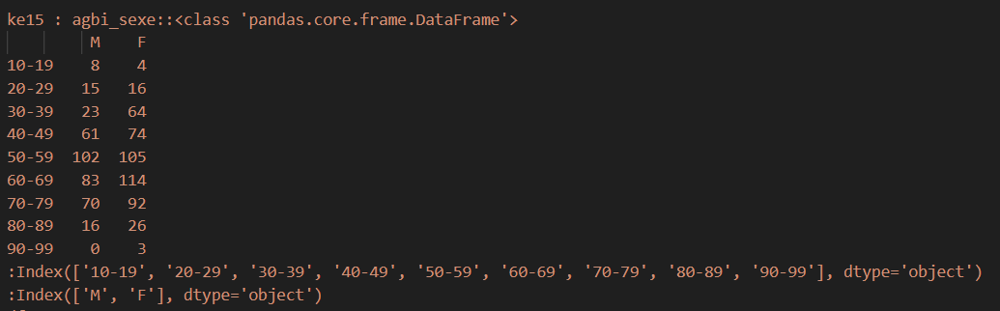 ke15 : agbi_sexe::<class 'pandas.core.frame.DataFrame'>
M F
10-19 8 4
20-29 15 16
30-39 23 64
40-49 61 74
50-59 102 105
60-69 83 114
70-79 70 92
80-89 16 26
90-99 0 3
:Index(['10-19', '20-29', '30-39', '40-49', '50-59', '60-69', '70-79', '80-89', '90-99'], dtype='object')
:Index(['M', 'F'], dtype='object')